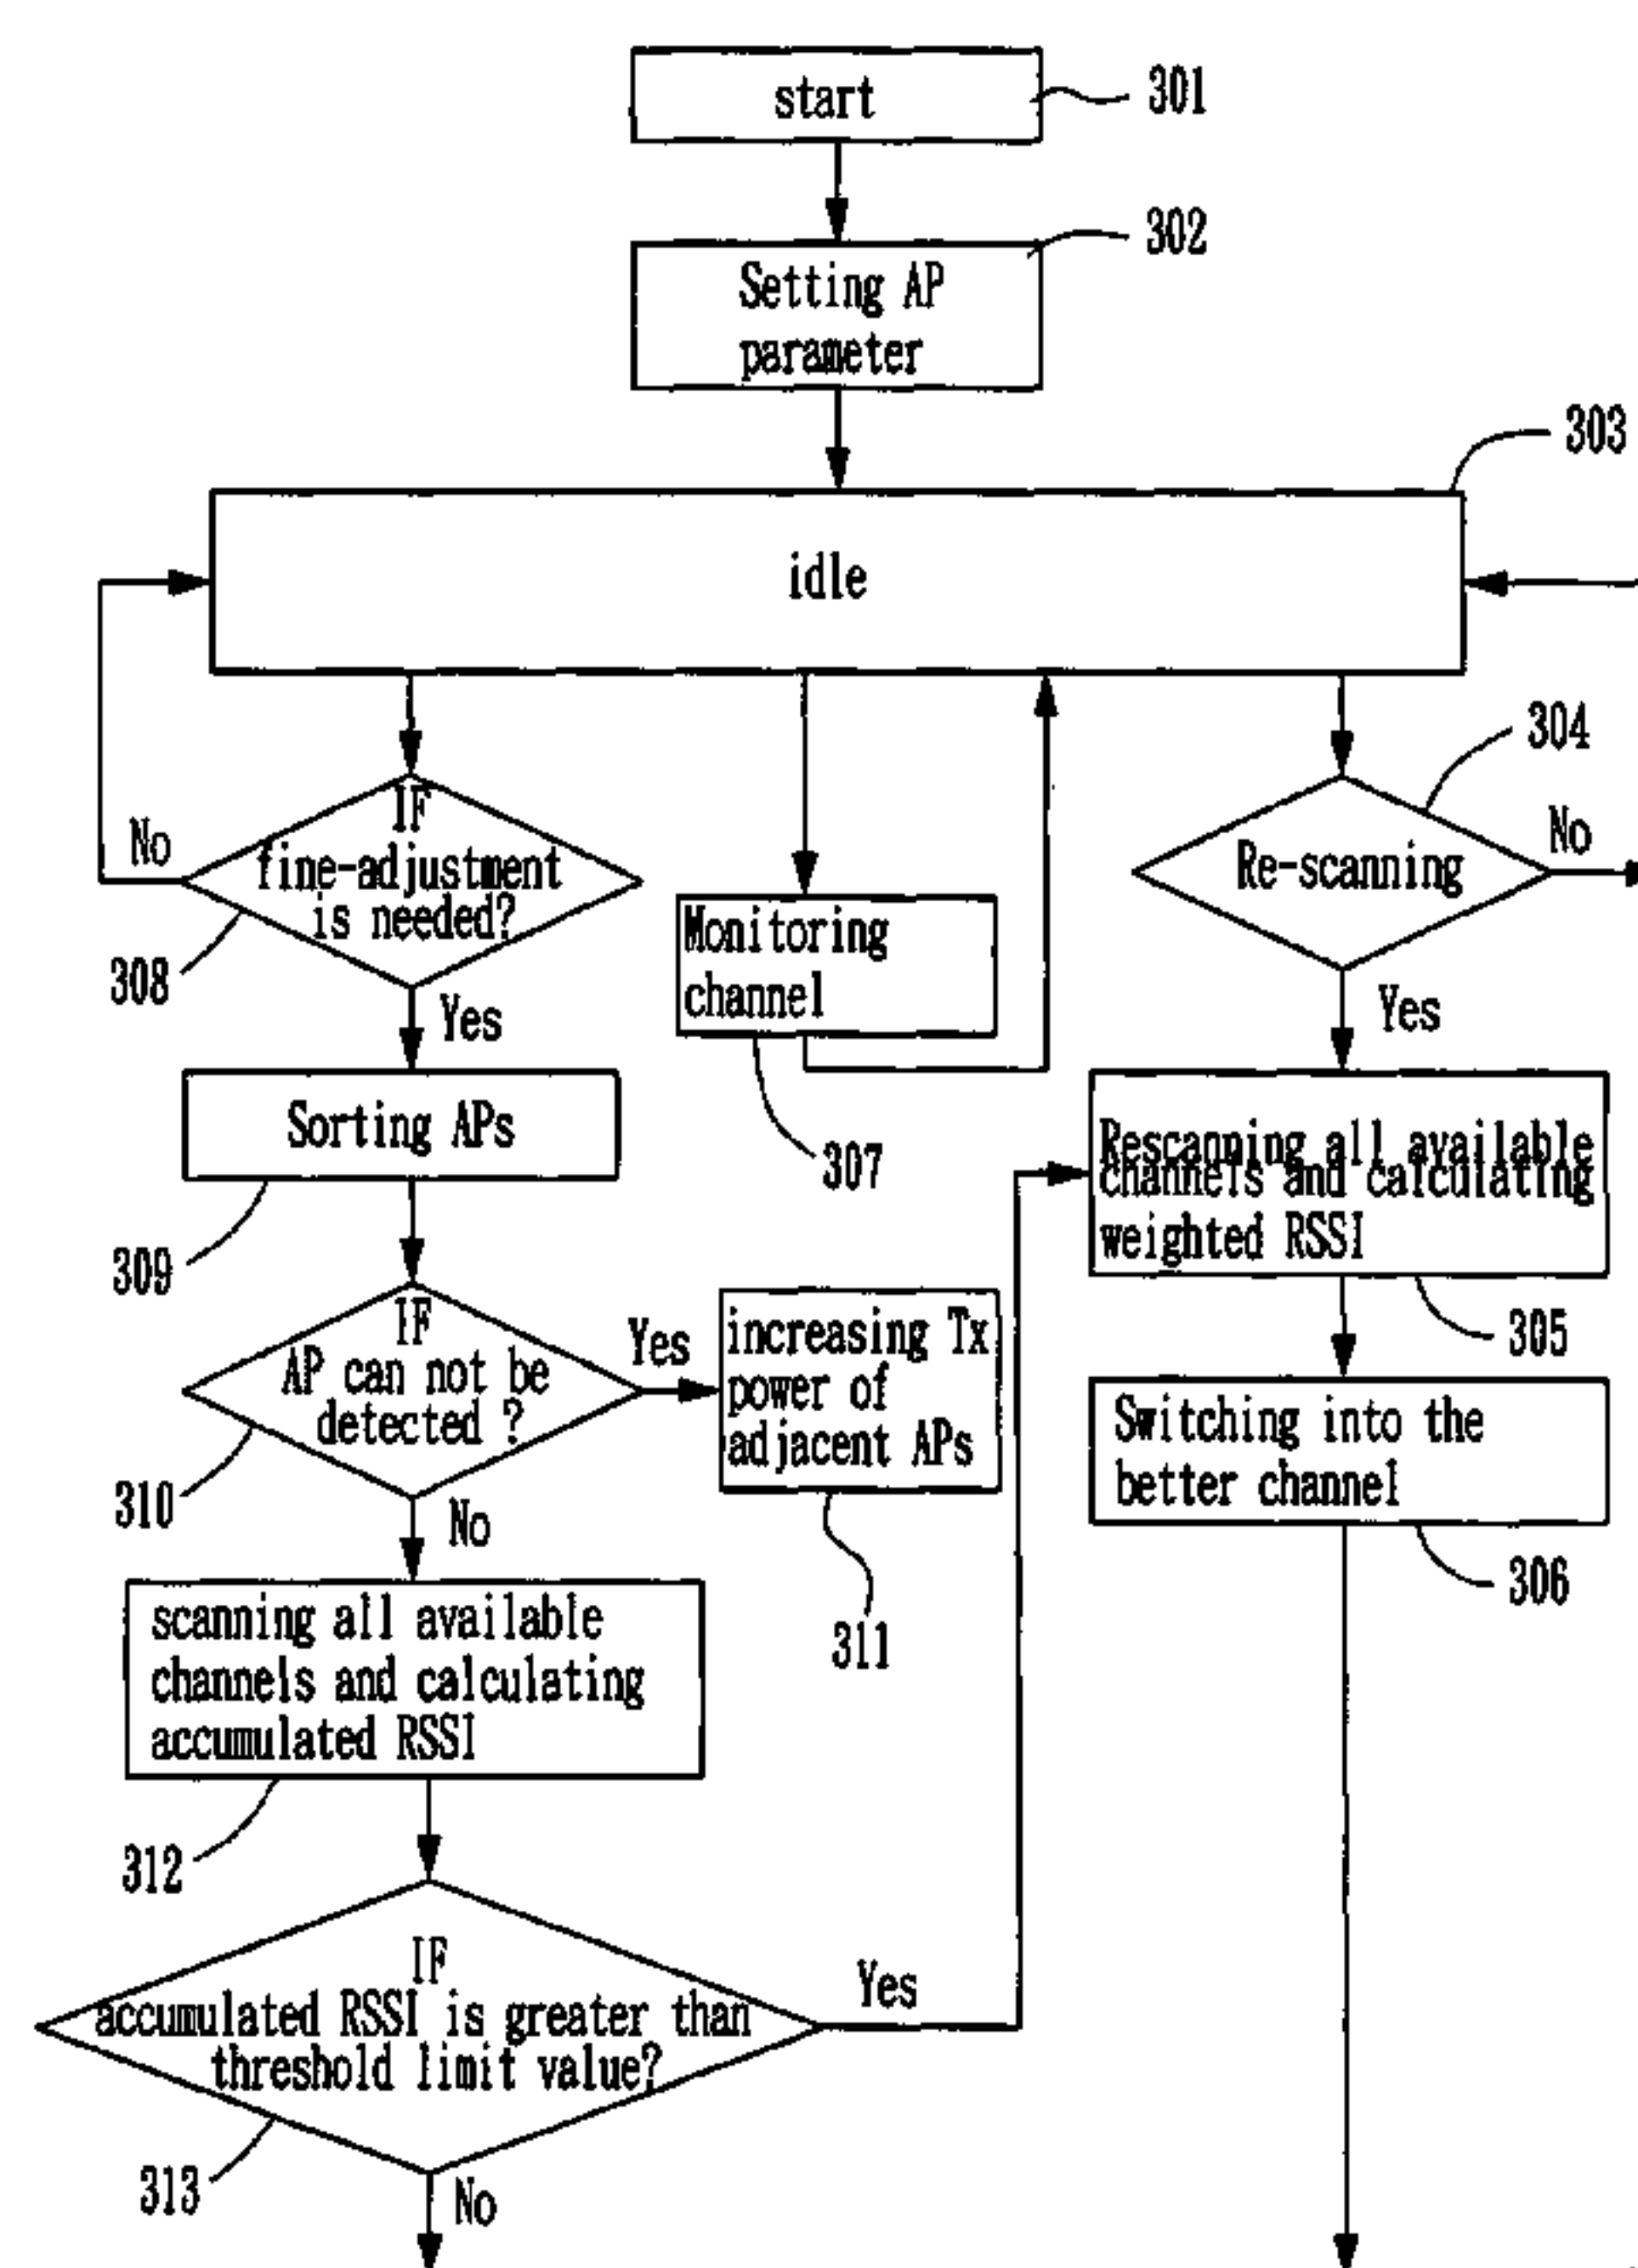 start
301
302
Setting AP
parameter
303
idle
304
IF
fine-adjustment
is needed?
No
308
Yes
Monitoring
channel
307
Re-scanning
No
Yes
Sorting APs
309
Rescanning all available
channels and calculating
weighted RSSI
305
IF
AP can not be
detected ?
Yes
310
No
increasing Tx
power of
adjacent APs
311
Switching into the
better channel
306
scanning all available
channels and calculating
accumulated RSSI
312
IF
accumulated RSSI is greater than
threshold limit value?
Yes
313
No